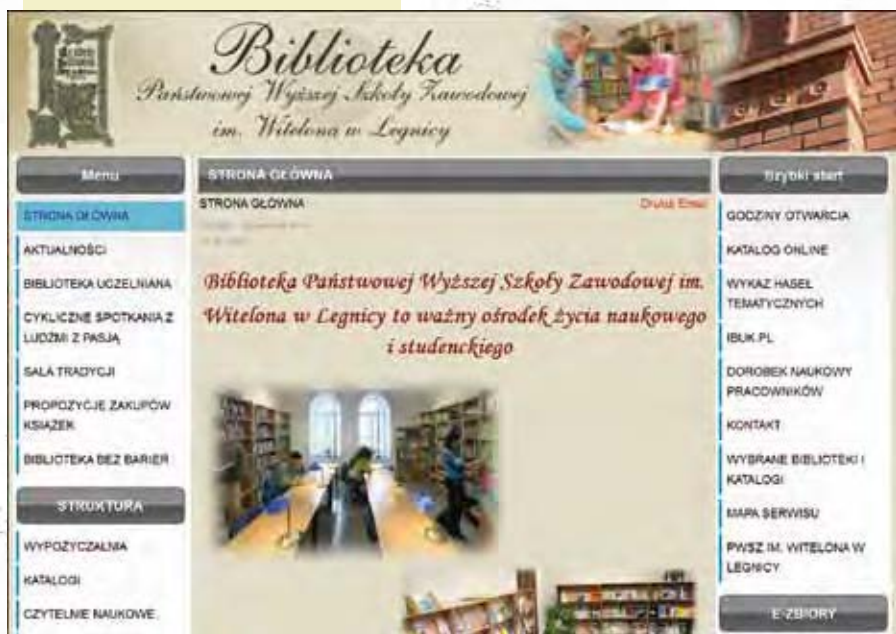 Biblioteka
Państwowej Wyższej Szkoły Zawodowej
im. Witelona w Legnicy
Menu
STRONA GŁÓWNA
AKTUALNOŚCI
BIBLIOTEKA UCZELNIANA
CYKLICZNE SPOTKANIA Z
LUDŹMI Z PASJĄ
SALA TRADYCJI
PROPOZYCJE ZAKUPÓW
KSIĄŻEK
BIBLIOTEKA BEZ BARIER
STRUKTURA
WYPOŻYCZALNIA
KATALOGI
CZYTELNIE NAUKOWE
STRONA GŁÓWNA
STRONA GŁÓWNA
Drukuj Email
Biblioteka Państwowej Wyższej Szkoły Zawodowej im.
Witelona w Legnicy to ważny ośrodek życia naukowego
i studenckiego
Szybki start
GODZINY OTWARCIA
KATALOG ONLINE
WYKAZ HASEŁ
TEMATYCZNYCH
IBUK.PL
DOROBEK NAUKOWY
PRACOWNIKÓW
KONTAKT
WYBRANE BIBLIOTEKI I
KATALOGI
MAPA SERWISU
PWSZ IM. WITELONA W
LEGNICY
E-ZBIORY